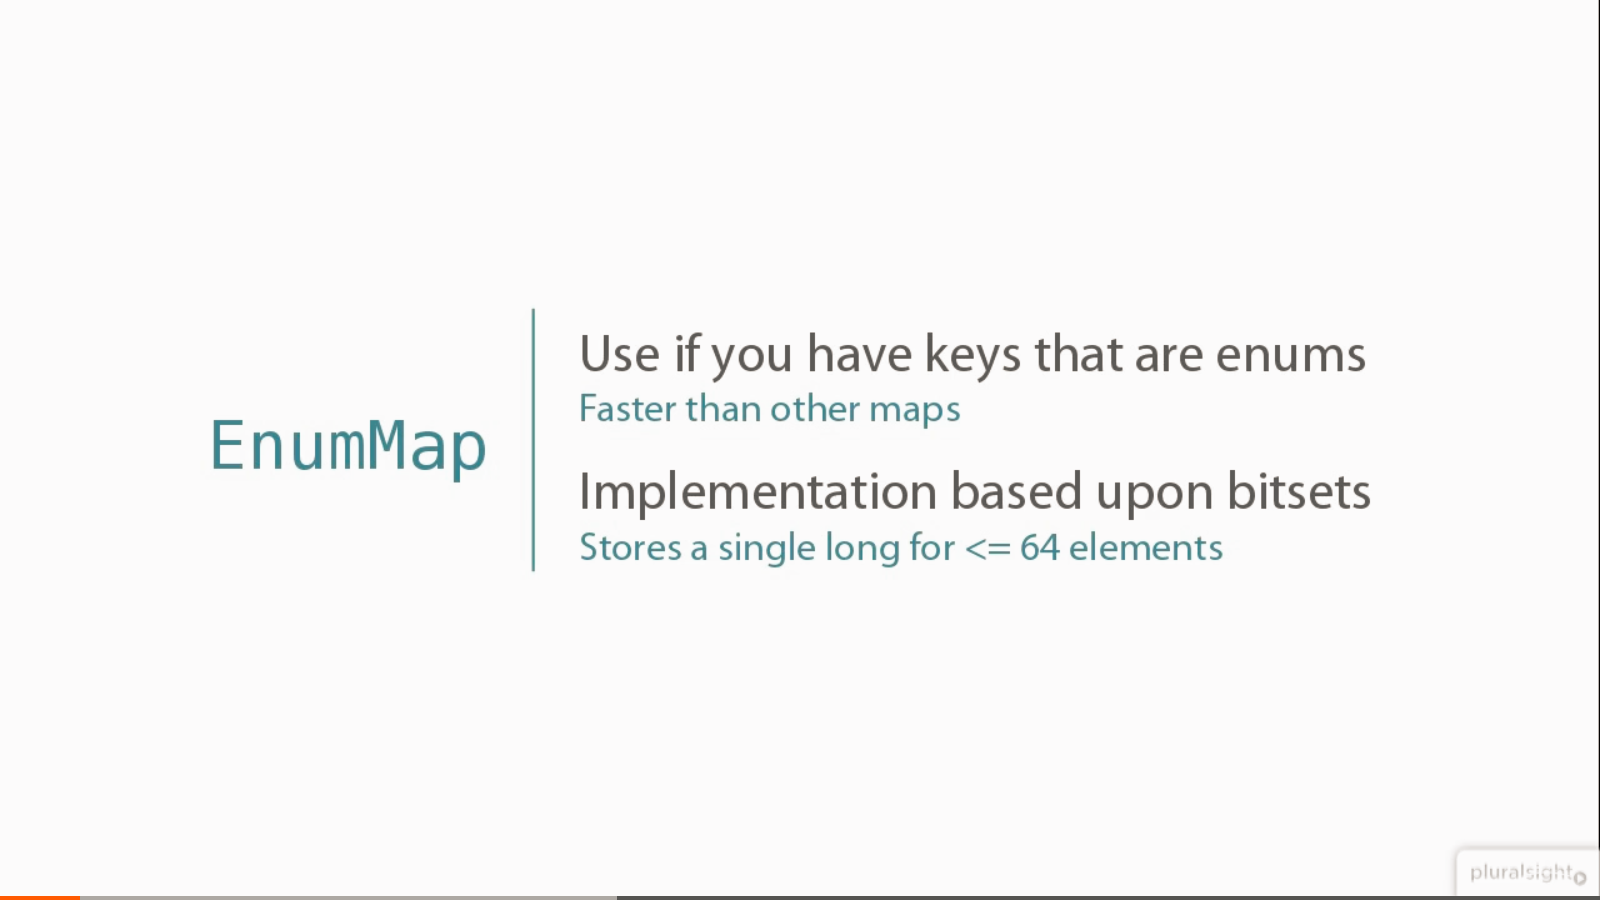 EnumMap
Use if you have keys that are enums
Faster than other maps
Implementation based upon bitsets
Stores a single long for <= 64 elements
pluralsight